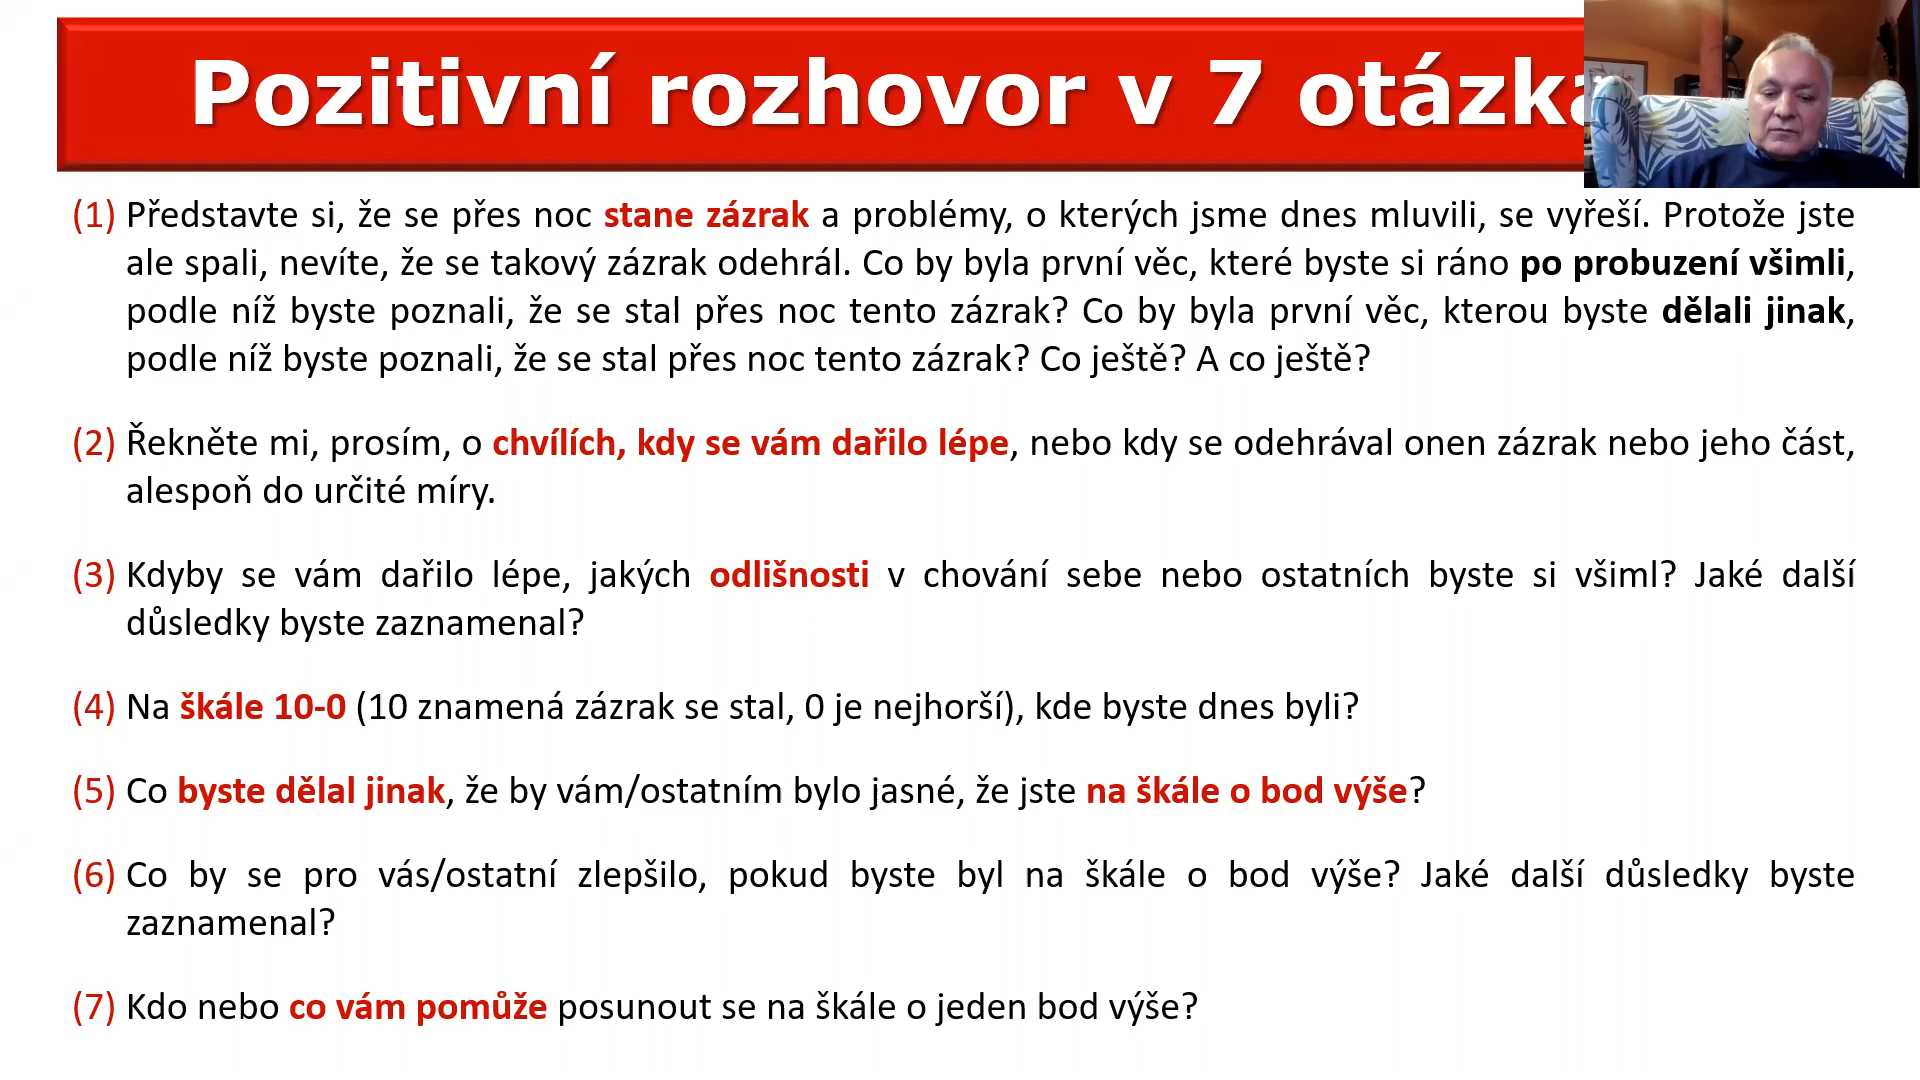 Pozitivní rozhovor v 7 otázka
(1) Představte si, že se přes noc stane zázrak a problémy, o kterých jsme dnes mluvili, se vyřeší. Protože jste
ale spali, nevíte, že se takový zázrak odehrál. Co by byla první věc, které byste si ráno po probuzení všimli,
podle níž byste poznali, že se stal přes noc tento zázrak? Co by byla první věc, kterou byste dělali jinak,
podle níž byste poznali, že se stal přes noc tento zázrak? Co ještě? A co ještě?
(2) Řekněte mi, prosím, o chvílích, kdy se vám dařilo lépe, nebo kdy se odehrával onen zázrak nebo jeho část,
alespoň do určité míry.
(3) Kdyby se vám dařilo lépe, jakých odlišnosti v chování sebe nebo ostatních byste si všiml? Jaké další
důsledky byste zaznamenal?
(4) Na škále 10-0 (10 znamená zázrak se stal, 0 je nejhorší), kde byste dnes byli?
(5) Co byste dělal jinak, že by vám/ostatním bylo jasné, že jste na škále o bod výše?
(6) Co by se pro vás/ostatní zlepšilo, pokud byste byl na škále o bod výše? Jaké další důsledky byste
zaznamenal?
(7) Kdo nebo co vám pomůže posunout se na škále o jeden bod výše?